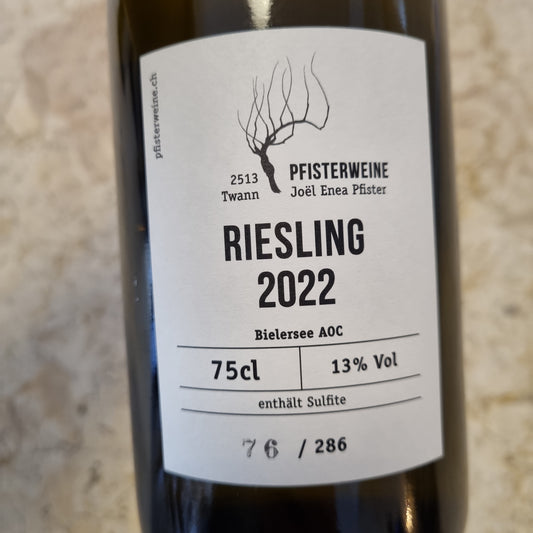 pfisterweine.ch
2513 PFISTERWEINE
Twann Joël Enea Pfister
RIESLING
2022
Bielersee AOC
75cl 13% Vol
enthält Sulfite
76 / 286